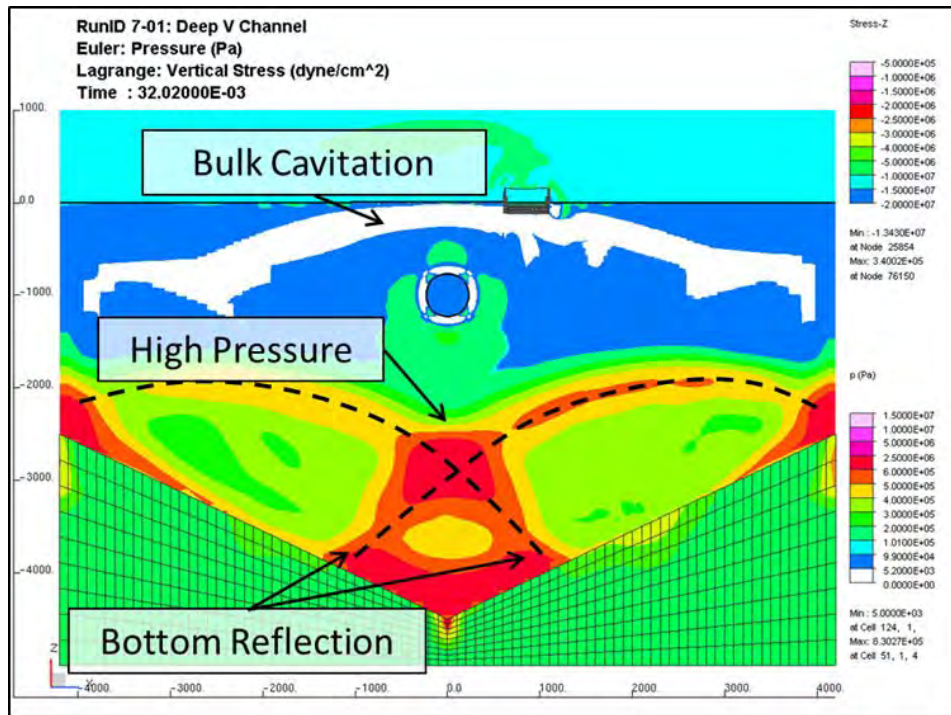 RunID 7-01: Deep V Channel
Euler: Pressure (Pa)
Lagrange: Vertical Stress (dyne/cm^2)
Time : 32.02000E-03
Stress-Z
-5.0000E+05
-1.0000E+06
-1.5000E+06
-2.0000E+06
-2.5000E+06
-3.0000E+06
-4.0000E+06
-5.0000E+06
-1.0000E+07
-1.5000E+07
-2.0000E+07
Min : -1.3430E+07
at Node 25854
Max: 3.4002E+05
at Node 76150
1000.
0.0
-1000.
-2000.
-3000.
-4000.
Bulk Cavitation
High Pressure
Bottom Reflection
p (Pa)
1.5000E+07
1.0000E+07
5.0000E+06
2.5000E+06
6.0000E+05
5.0000E+05
4.0000E+05
3.0000E+05
2.0000E+05
1.0100E+05
9.9000E+04
5.2000E+03
0.0000E+00
Min : 5.0000E+03
at Cell 124, 1,
Max: 8.3027E+05
at Cell 51, 1, 4
Z
-4000. -3000. -2000. -1000. 0.0 1000. 2000. 3000. 4000.